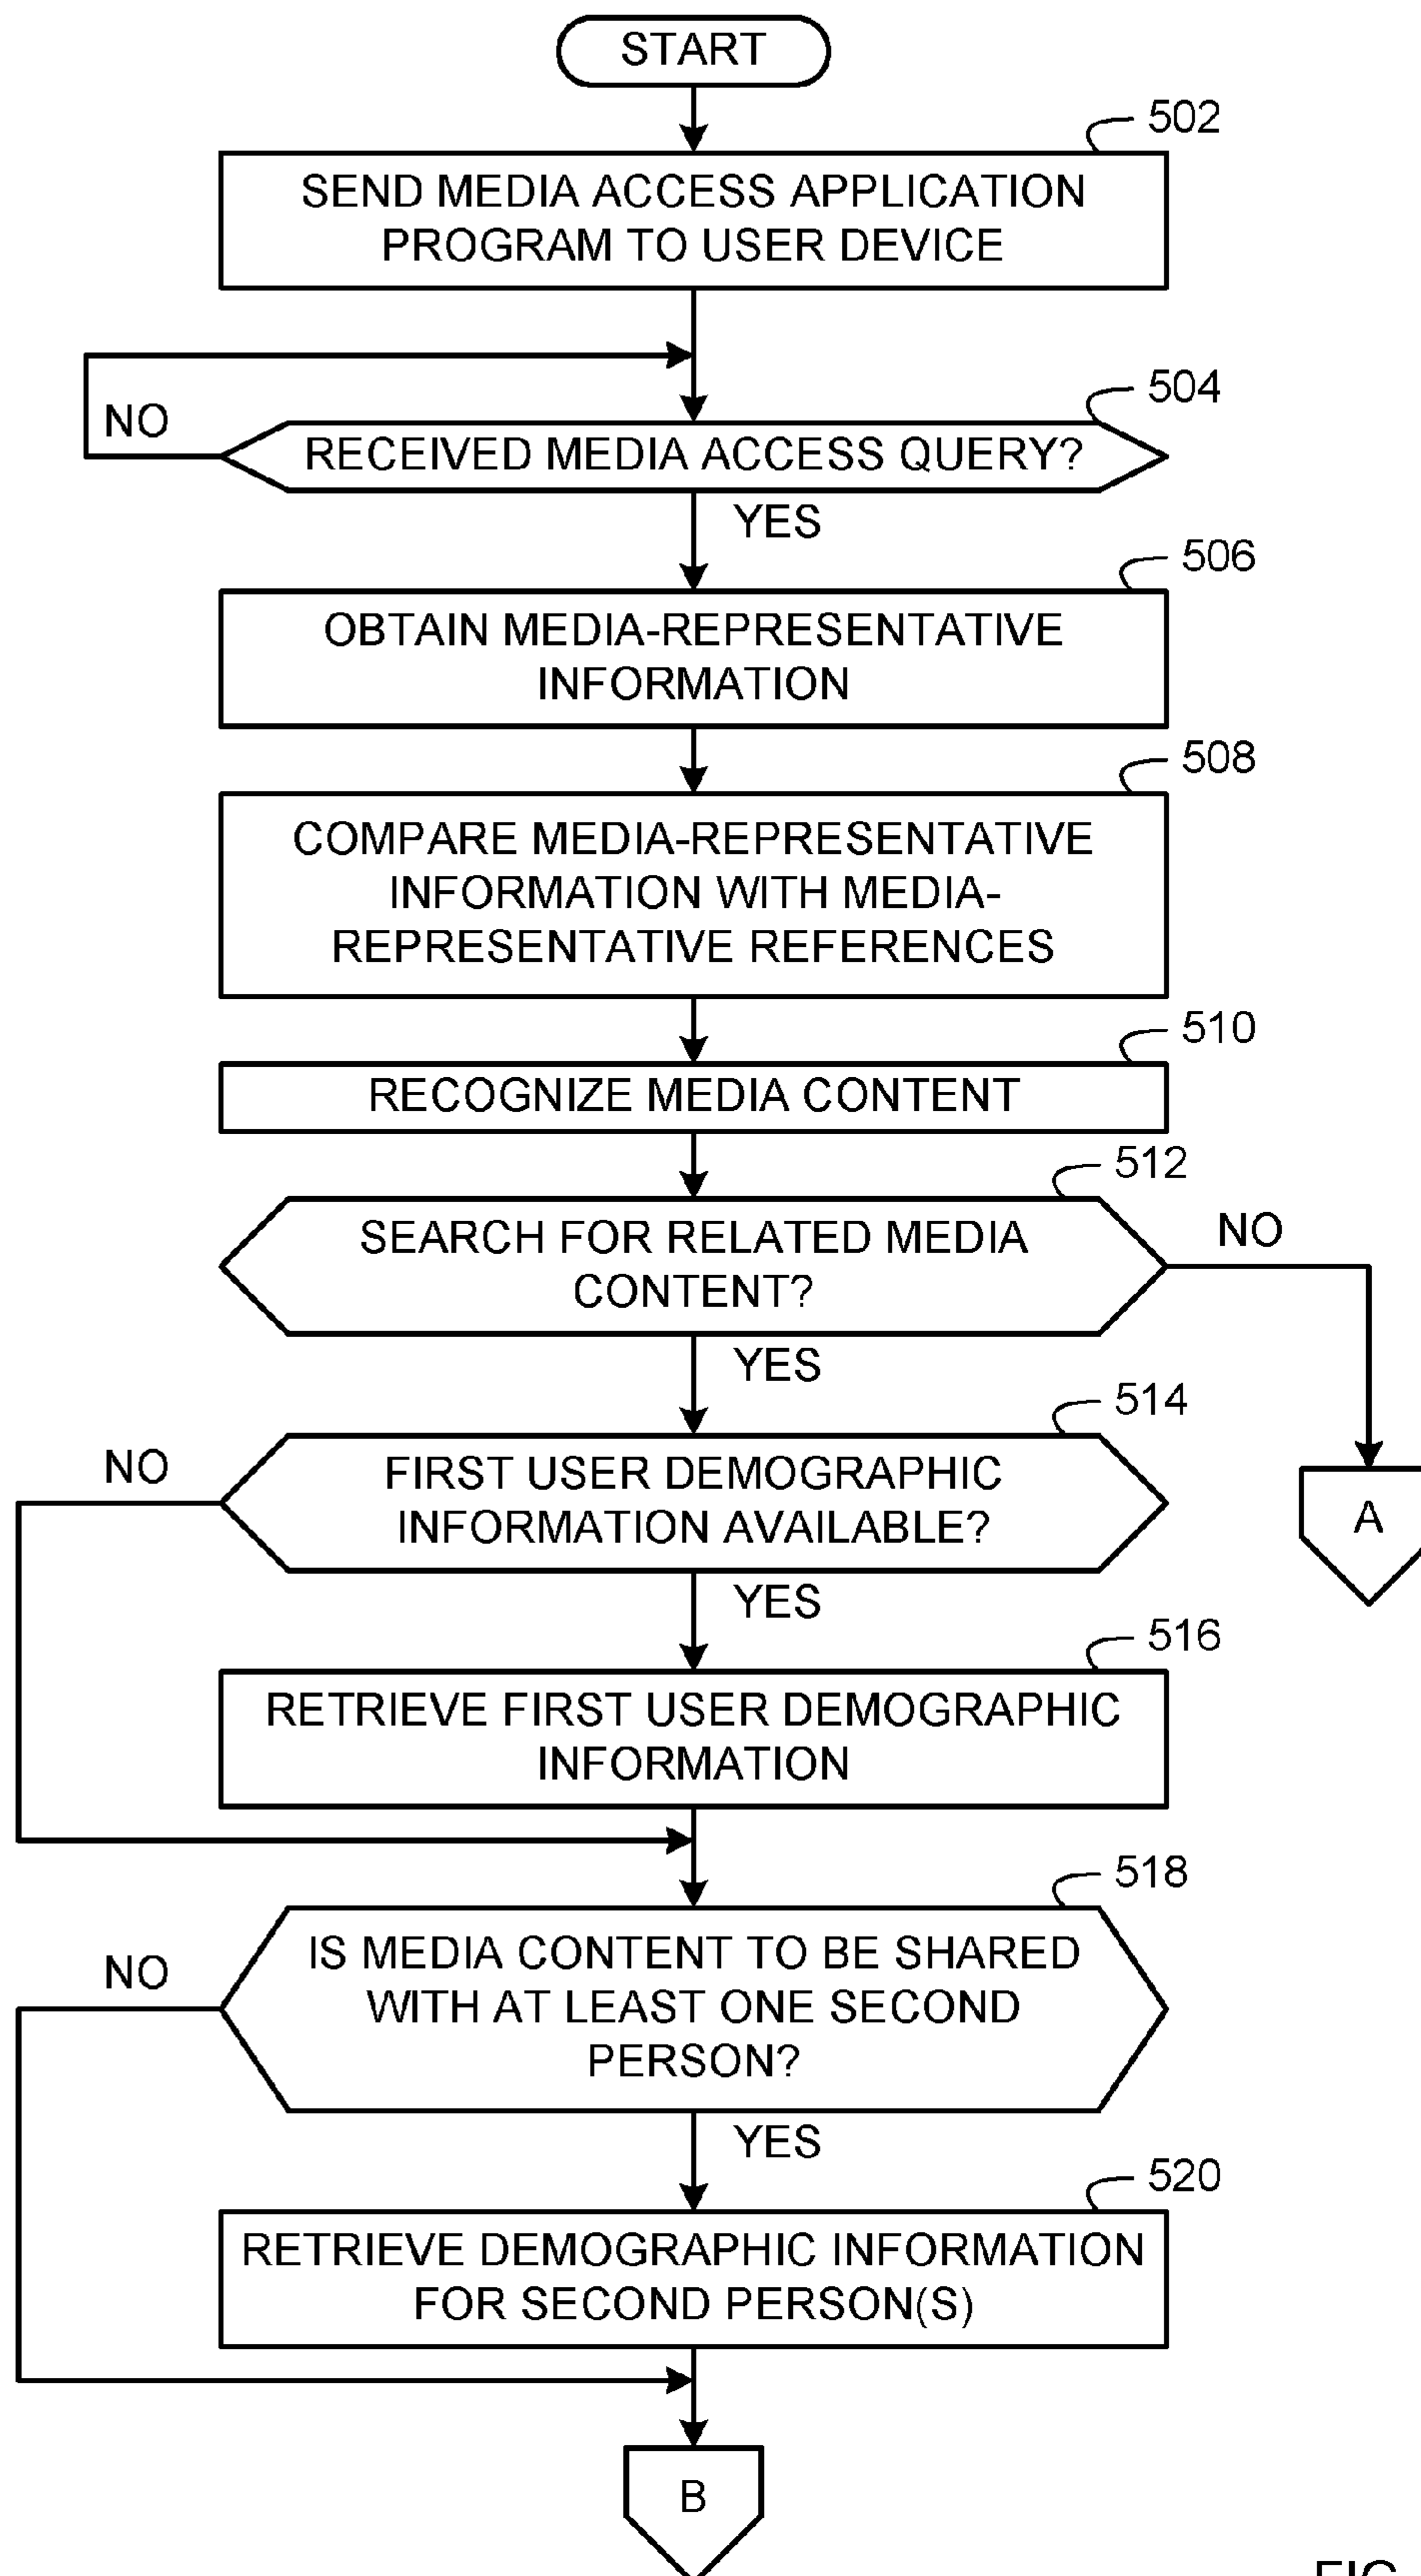 START
502
SEND MEDIA ACCESS APPLICATION
PROGRAM TO USER DEVICE
504
NO
RECEIVED MEDIA ACCESS QUERY?
YES
506
OBTAIN MEDIA-REPRESENTATIVE
INFORMATION
508
COMPARE MEDIA-REPRESENTATIVE
INFORMATION WITH MEDIA-
REPRESENTATIVE REFERENCES
510
RECOGNIZE MEDIA CONTENT
512
SEARCH FOR RELATED MEDIA
CONTENT?
NO
YES
514
NO
FIRST USER DEMOGRAPHIC
INFORMATION AVAILABLE?
A
YES
516
RETRIEVE FIRST USER DEMOGRAPHIC
INFORMATION
518
NO
IS MEDIA CONTENT TO BE SHARED
WITH AT LEAST ONE SECOND
PERSON?
YES
520
RETRIEVE DEMOGRAPHIC INFORMATION
FOR SECOND PERSON(S)
B